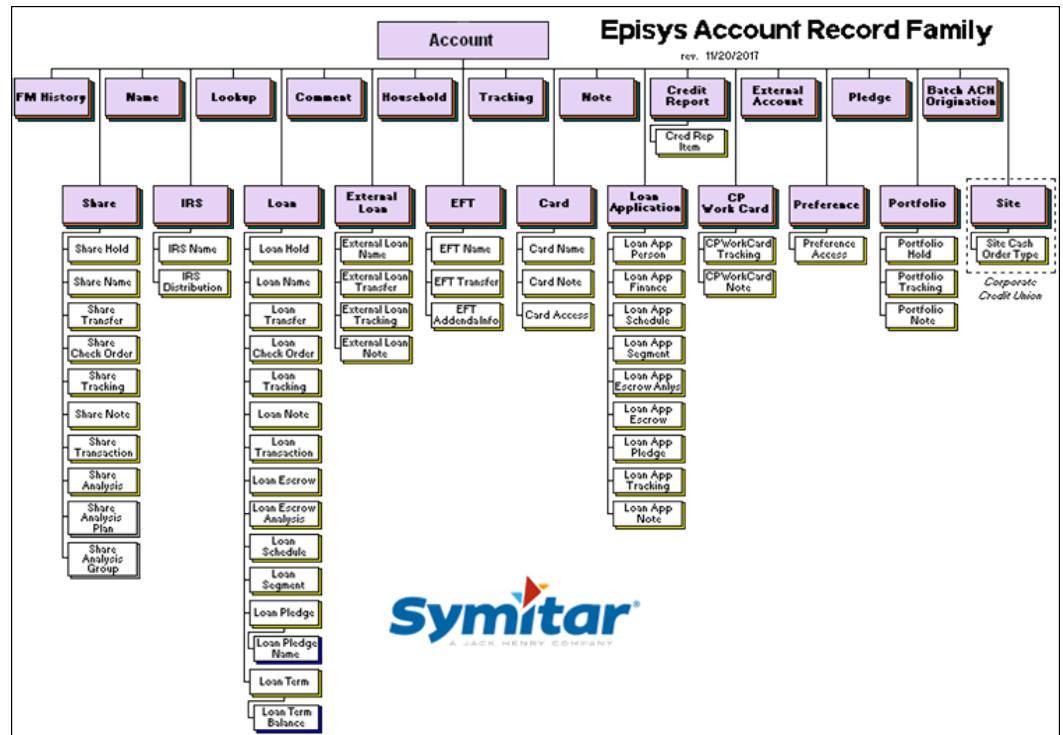 Account
Episys Account Record Family
rev. 11/20/2017
FM History
Name
Lookup
Comment
Household
Tracking
Note
Credit
Report
External
Account
Pledge
Batch ACH
Origination
Cred Rep
Item
Share
IRS
Loan
External
Loan
EFT
Card
Loan
Application
CP
Work Card
Preference
Portfolio
Site
Share Hold
Share Name
Share
Transfer
Share
Check Order
Share
Tracking
Share Note
Share
Transaction
Share
Analysis
Share
Analysis
Plan
Share
Analysis
Group
IRS Name
IRS
Distribution
Loan Hold
Loan Name
Loan
Transfer
Loan
Check Order
Loan
Tracking
Loan Note
Loan
Transaction
Loan Escrow
Loan Escrow
Analysis
Loan
Schedule
Loan
Segment
Loan Pledge
Loan Pledge
Name
Loan Term
Loan Term
Balance
External Loan
Name
External Loan
Transfer
External Loan
Tracking
External Loan
Note
EFT Name
EFT Transfer
EFT
AddendaInfo
Card Name
Card Note
Card Access
Loan App
Person
Loan App
Finance
Loan App
Schedule
Loan App
Segment
Loan App
Escrow Anlys
Loan App
Escrow
Loan App
Pledge
Loan App
Tracking
Loan App
Note
CPWorkCard
Tracking
CPWorkCard
Note
Preference
Access
Portfolio
Hold
Portfolio
Tracking
Portfolio
Note
Site Cash
Order Type
Corporate
Credit Union
Symitar®
A JACK HENRY COMPANY